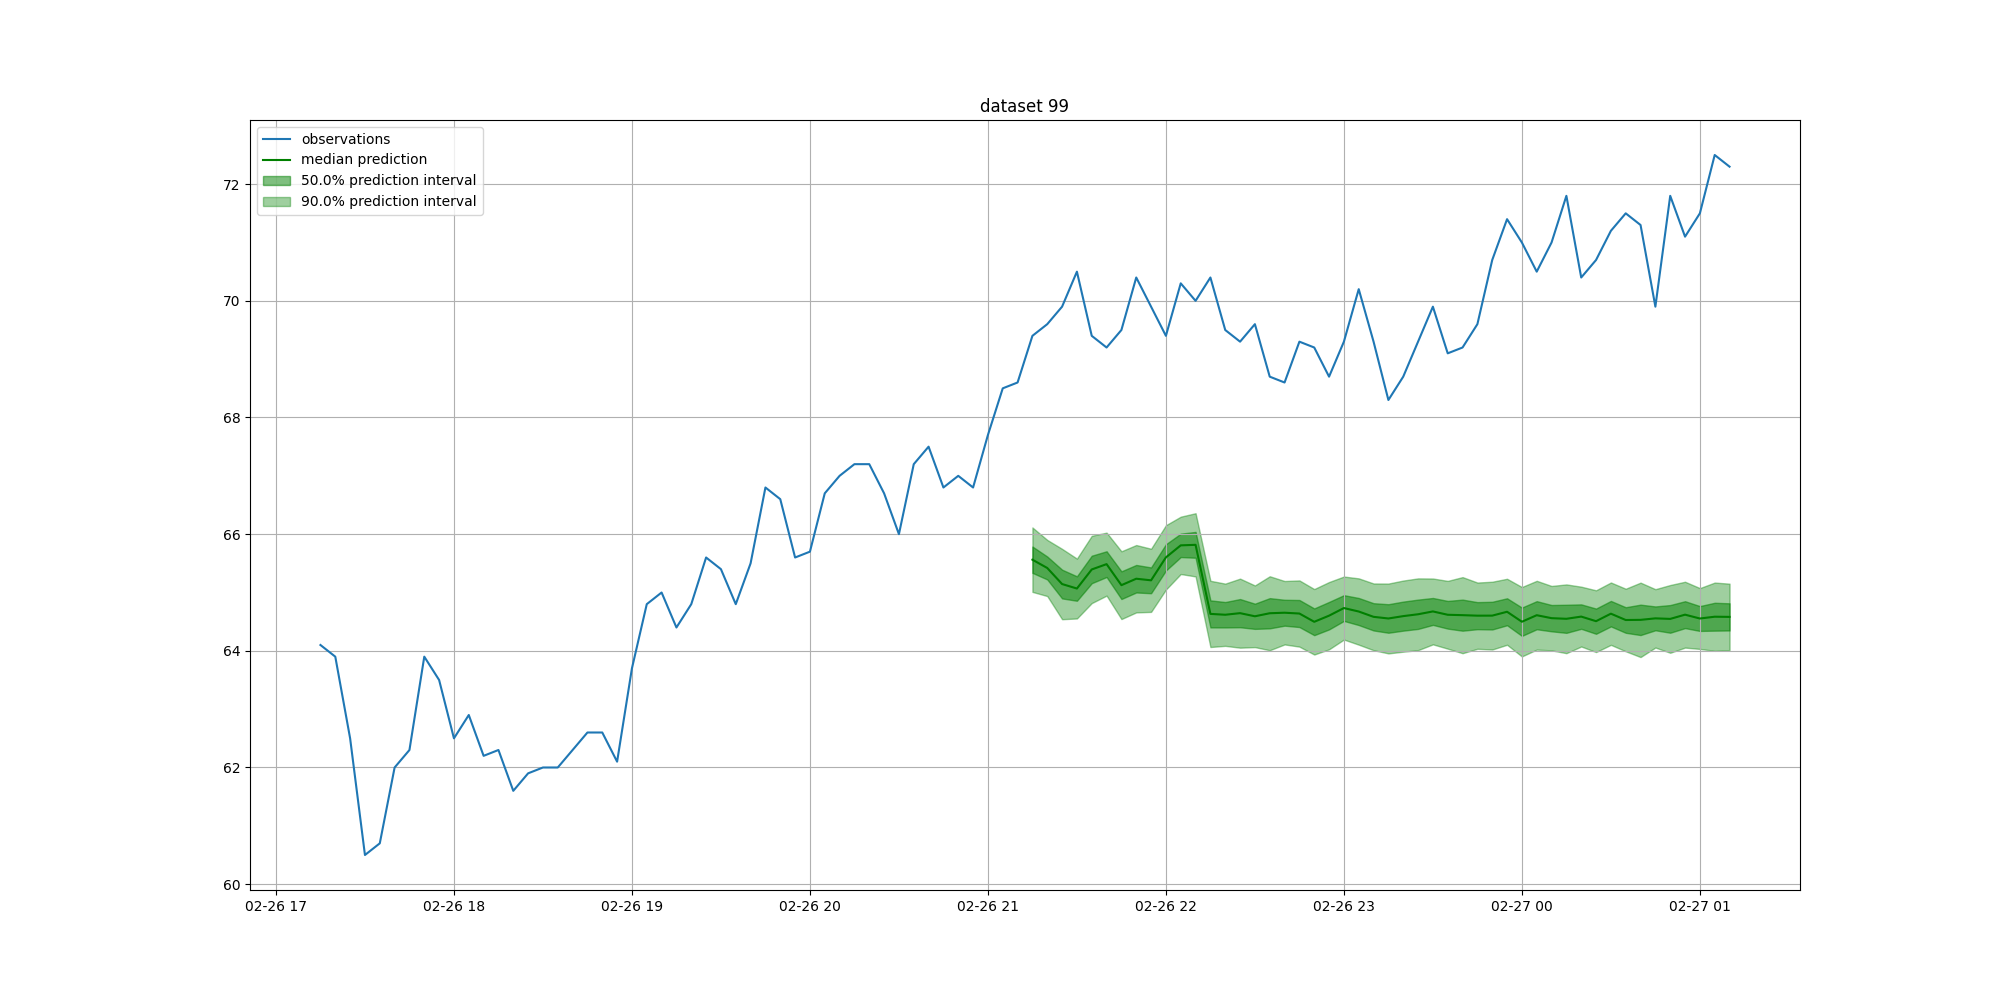 dataset 99
observations
median prediction
50.0% prediction interval
90.0% prediction interval
72
70
68
66
64
62
60
02-26 17 02-26 18 02-26 19 02-26 20 02-26 21 02-26 22 02-26 23 02-27 00 02-27 01